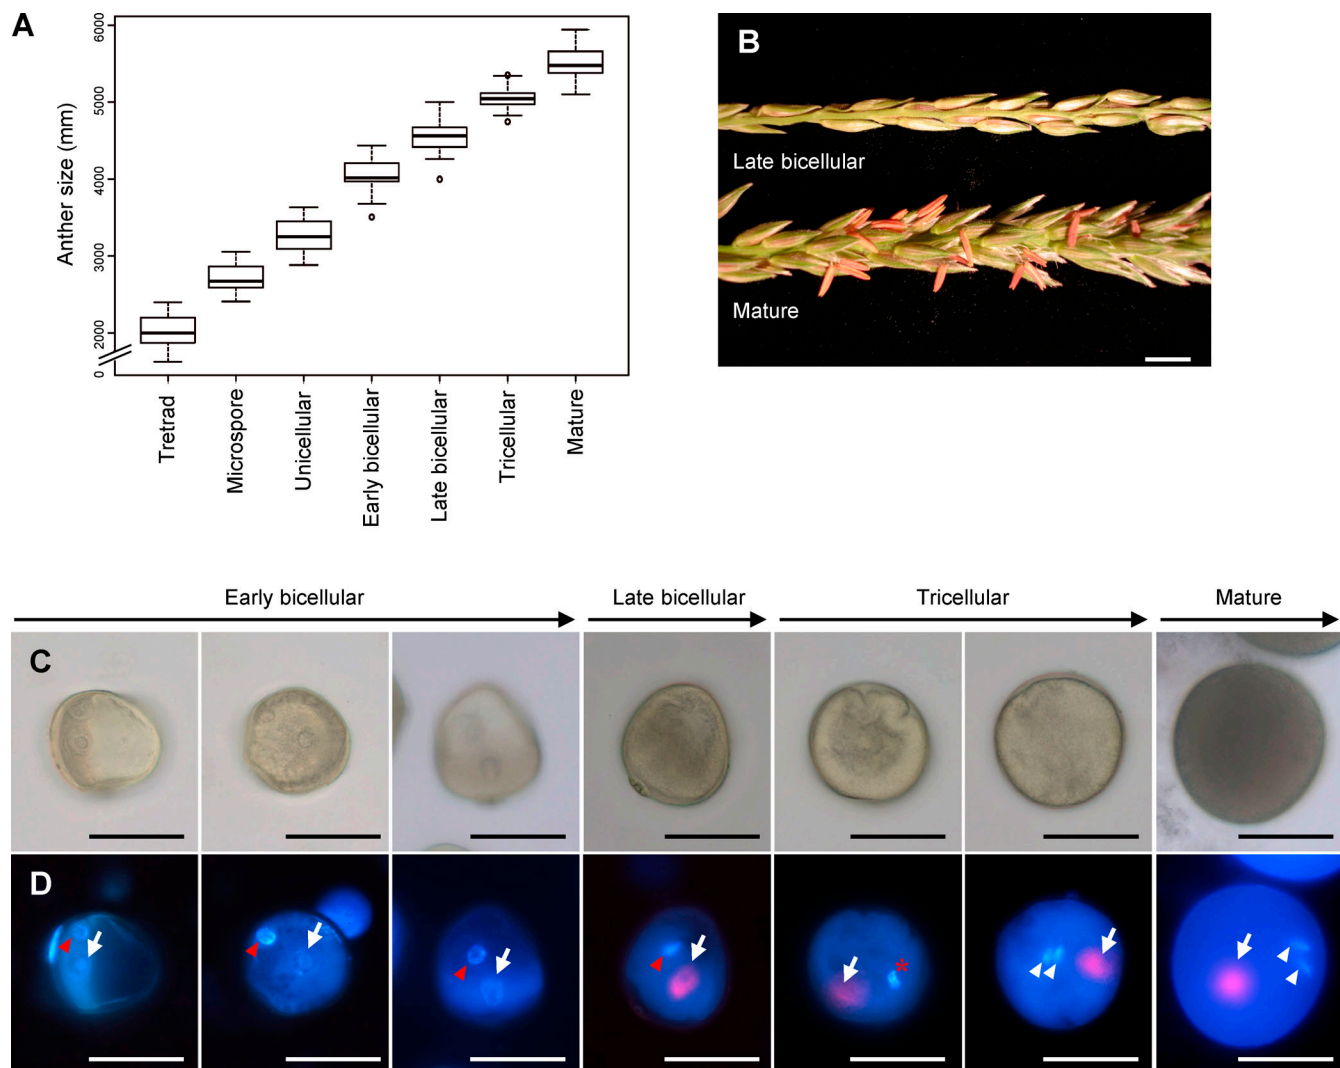 A
Anther size (mm)
6000
5000
4000
3000
2000
0
Tretrad
Microspore
Unicellular
Early bicellular
Late bicellular
Tricellular
Mature
B
Late bicellular
Mature
Early bicellular
Late bicellular
Tricellular
Mature
C
D
*